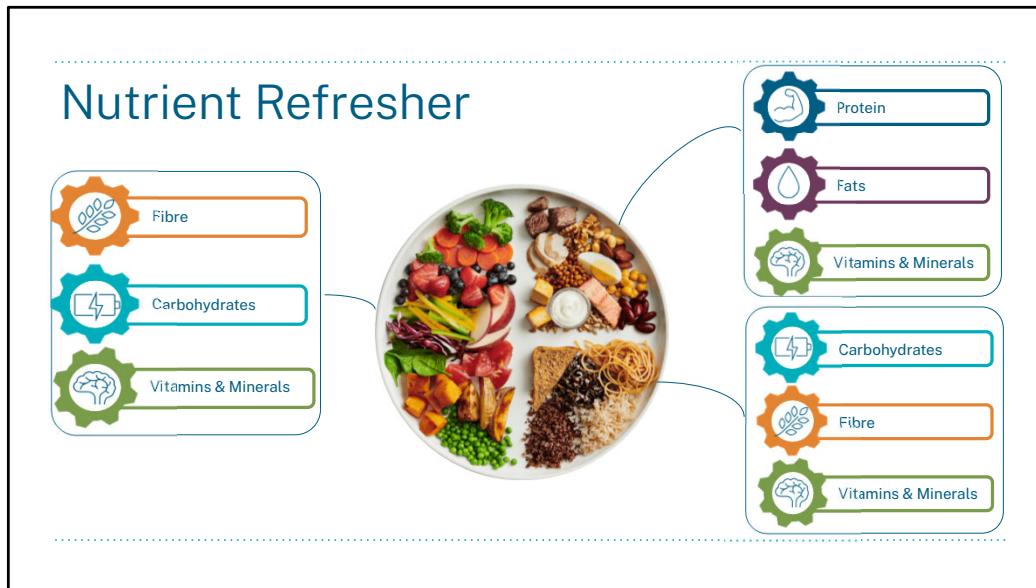 Nutrient Refresher
Fibre
Carbohydrates
Vitamins & Minerals
Protein
Fats
Vitamins & Minerals
Carbohydrates
Fibre
Vitamins & Minerals